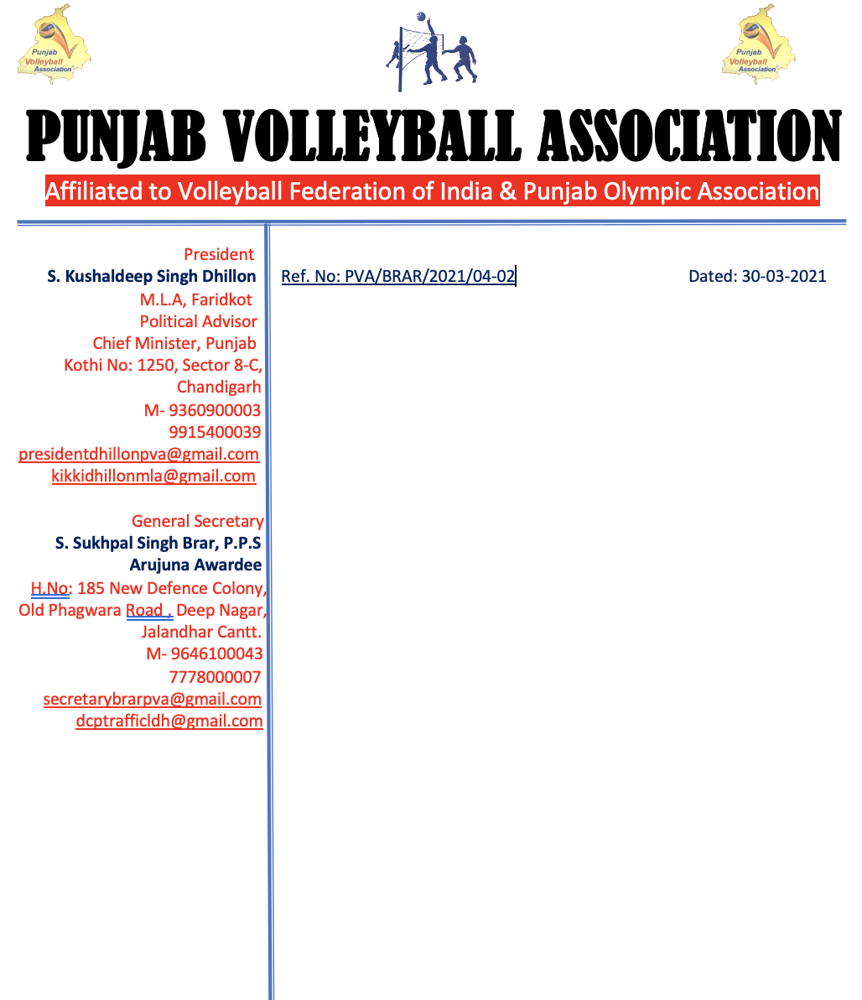 Punjab
Volleyball
Association
Punjab
Volleyball
Association
PUNJAB VOLLEYBALL ASSOCIATION
Affiliated to Volleyball Federation of India & Punjab Olympic Association
President
S. Kushaldeep Singh Dhillon
M.L.A, Faridkot
Political Advisor
Chief Minister, Punjab
Kothi No: 1250, Sector 8-C,
Chandigarh
M- 9360900003
9915400039
presidentdhillonpva@gmail.com
kikkidhillonmla@gmail.com
General Secretary
S. Sukhpal Singh Brar, P.P.S
Arujuna Awardee
H.No: 185 New Defence Colony,
Old Phagwara Road , Deep Nagar,
Jalandhar Cantt.
M- 9646100043
7778000007
secretarybrarpva@gmail.com
dcptrafficldh@gmail.com
Ref. No: PVA/BRAR/2021/04-02
Dated: 30-03-2021